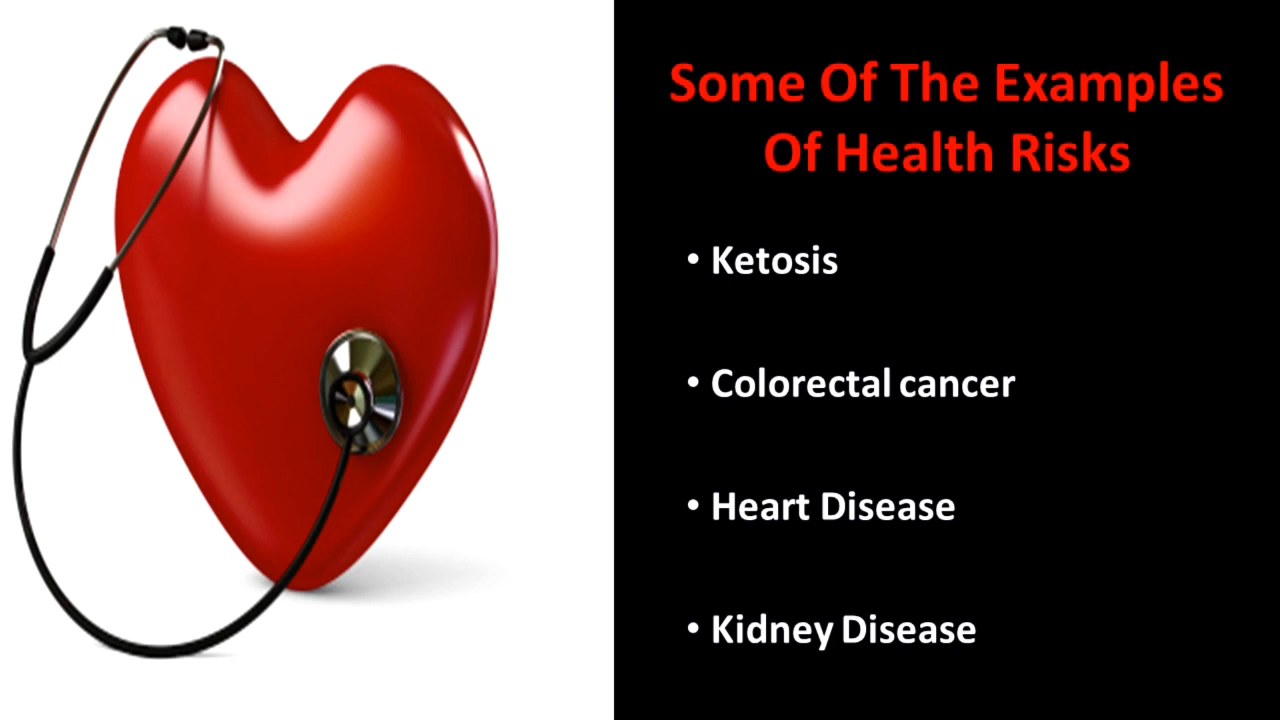 Some Of The Examples
Of Health Risks
• Ketosis
• Colorectal cancer
• Heart Disease
• Kidney Disease